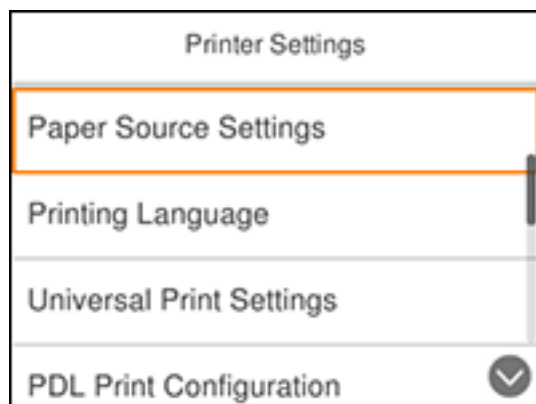 Printer Settings
Paper Source Settings
Printing Language
Universal Print Settings
PDL Print Configuration